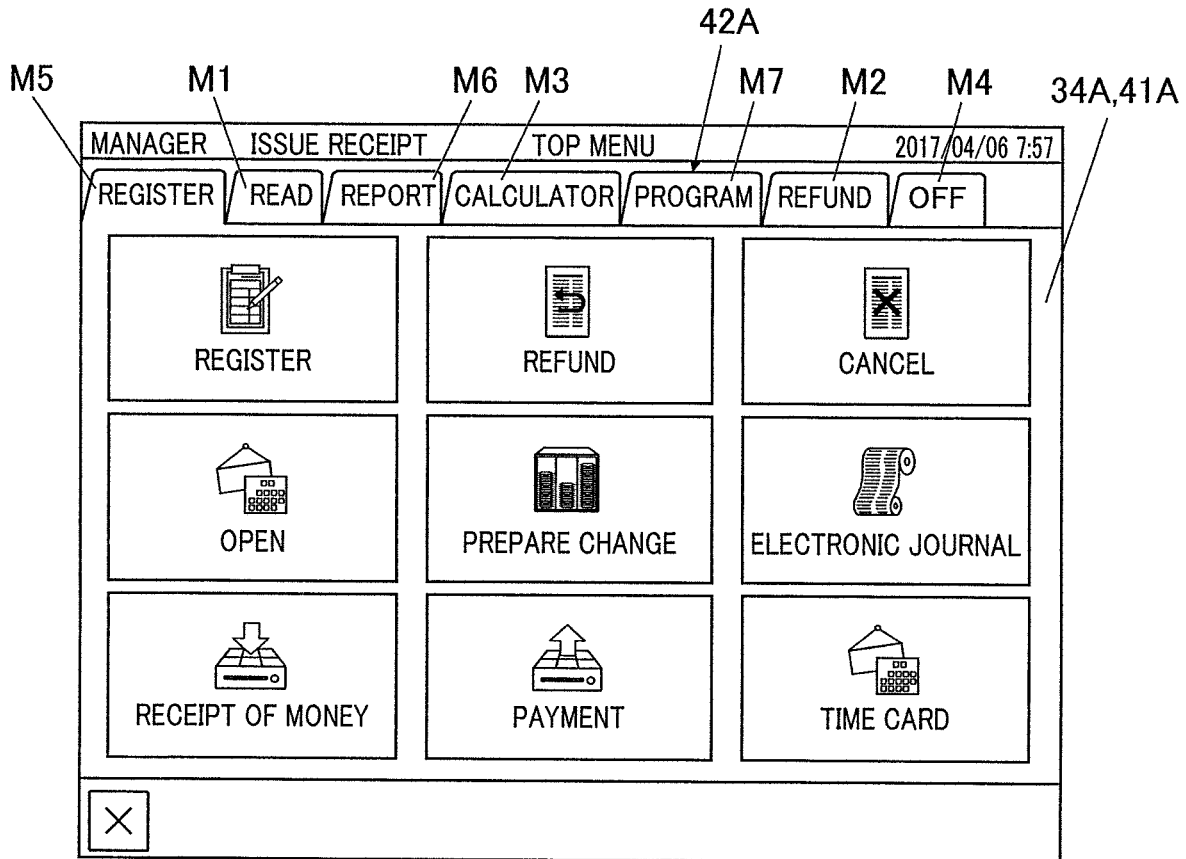 42A
M5 M1 M6 M3 M7 M2 M4 34A,41A
MANAGER ISSUE RECEIPT TOP MENU 2017/04/06 7:57
REGISTER READ REPORT CALCULATOR PROGRAM REFUND OFF
REGISTER REFUND CANCEL
OPEN PREPARE CHANGE ELECTRONIC JOURNAL
RECEIPT OF MONEY PAYMENT TIME CARD